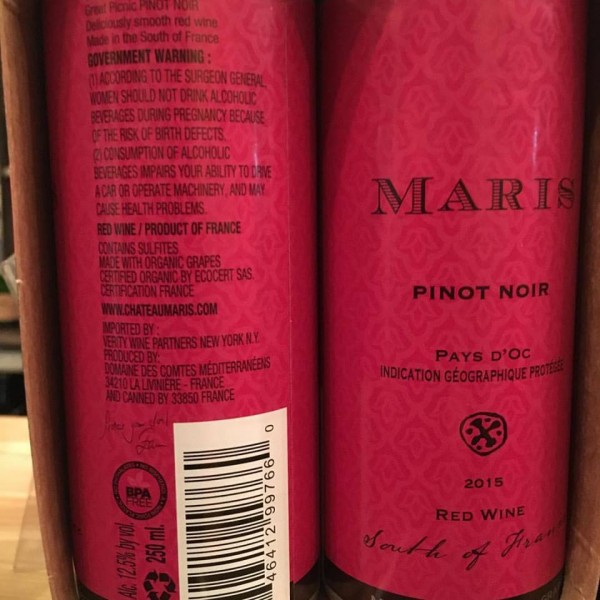 Great Picnic PINOT NOIR
Deliciously smooth red wine
Made in the South of France
GOVERNMENT WARNING :
(1) ACCORDING TO THE SURGEON GENERAL,
WOMEN SHOULD NOT DRINK ALCOHOLIC
BEVERAGES DURING PREGNANCY BECAUSE
OF THE RISK OF BIRTH DEFECTS.
(2) CONSUMPTION OF ALCOHOLIC
BEVERAGES IMPAIRS YOUR ABILITY TO DRIVE
A CAR OR OPERATE MACHINERY, AND MAY
CAUSE HEALTH PROBLEMS.
RED WINE / PRODUCT OF FRANCE
CONTAINS SULFITES
MADE WITH ORGANIC GRAPES
CERTIFIED ORGANIC BY ECOCERT SAS.
CERTIFICATION FRANCE
WWW.CHATEAUMARIS.COM
IMPORTED BY :
VERITY WINE PARTNERS NEW YORK N.Y.
PRODUCED BY:
DOMAINE DES COMTES MÉDITERRANÉENS
34210 LA LIVINIÈRE - FRANCE
AND CANNED BY 33850 FRANCE
BPA
FREE
Alc. 12.5% by vol.
250 ml.
46412 99766 0
MARIS
PINOT NOIR
PAYS D'OC
INDICATION GÉOGRAPHIQUE PROTÉGÉE
2015
RED WINE
South of France